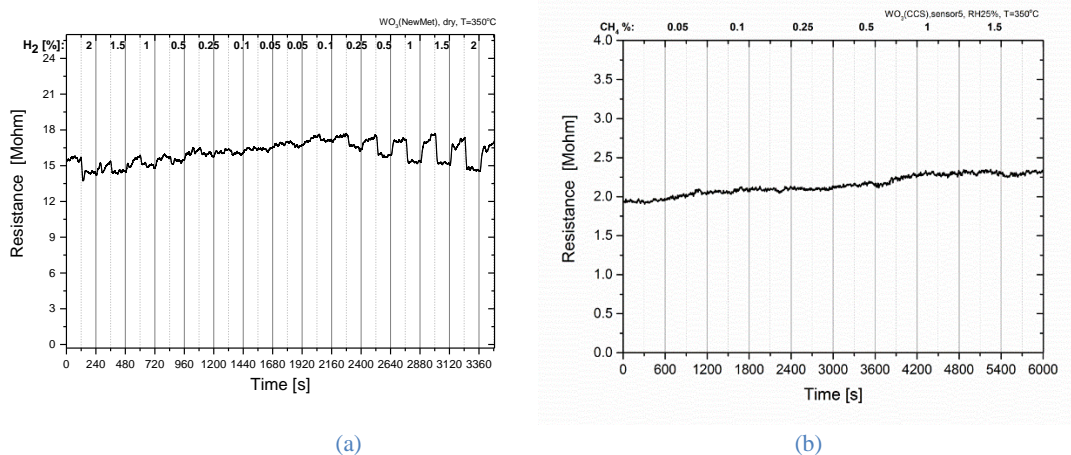 WO3(NewMet), dry, T=350°C
H2 [%]: 2 1.5 1 0.5 0.25 0.1 0.05 0.05 0.1 0.25 0.5 1 1.5 2
24
21
18
15
12
9
6
3
0
Resistance [Mohm]
0 240 480 720 960 1200 1440 1680 1920 2160 2400 2640 2880 3120 3360
Time [s]
(a)
WO3(CCS),sensor5, RH25%, T=350°C
CH4 %: 0.05 0.1 0.25 0.5 1 1.5
4.0
3.5
3.0
2.5
2.0
1.5
1.0
0.5
0.0
Resistance [Mohm]
0 600 1200 1800 2400 3000 3600 4200 4800 5400 6000
Time [s]
(b)